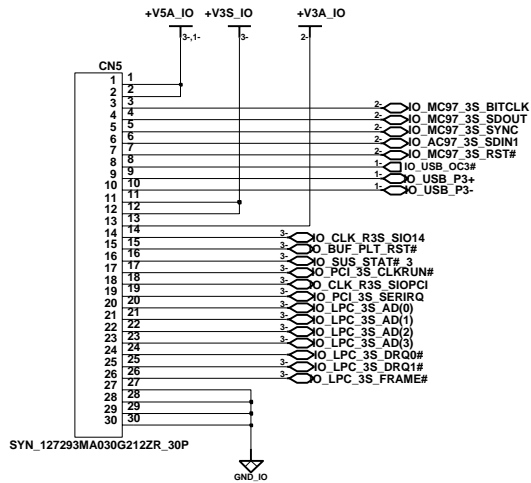 +V5A_IO +V3S_IO +V3A_IO
3-,1- 3- 2-
CN5
1 1
2 2
3 3 2- IO_MC97_3S_BITCLK
4 4 2- IO_MC97_3S_SDOUT
5 5 2- IO_MC97_3S_SYNC
6 6 2- IO_AC97_3S_SDIN1
7 7 2- IO_MC97_3S_RST#
8 8 1- IO_USB_OC3#
9 9 1- IO_USB_P3+
10 10 1- IO_USB_P3-
11 11
12 12
13 13
14 14 3- IO_CLK_R3S_SIO14
15 15 3- IO_BUF_PLT_RST#
16 16 3- IO_SUS_STAT#_3
17 17 3- IO_PCI_3S_CLKRUN#
18 18 3- IO_CLK_R3S_SIOPCI
19 19 3- IO_PCI_3S_SERIRQ
20 20 3- IO_LPC_3S_AD(0)
21 21 3- IO_LPC_3S_AD(1)
22 22 3- IO_LPC_3S_AD(2)
23 23 3- IO_LPC_3S_AD(3)
24 24 3- IO_LPC_3S_DRQ0#
25 25 3- IO_LPC_3S_DRQ1#
26 26 3- IO_LPC_3S_FRAME#
27 27
28 28
29 29
30 30
SYN_127293MA030G212ZR_30P
GND_IO